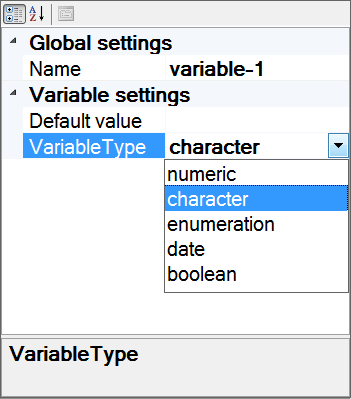 Global settings
Name variable-1
Variable settings
Default value
VariableType character
numeric
character
enumeration
date
boolean
VariableType